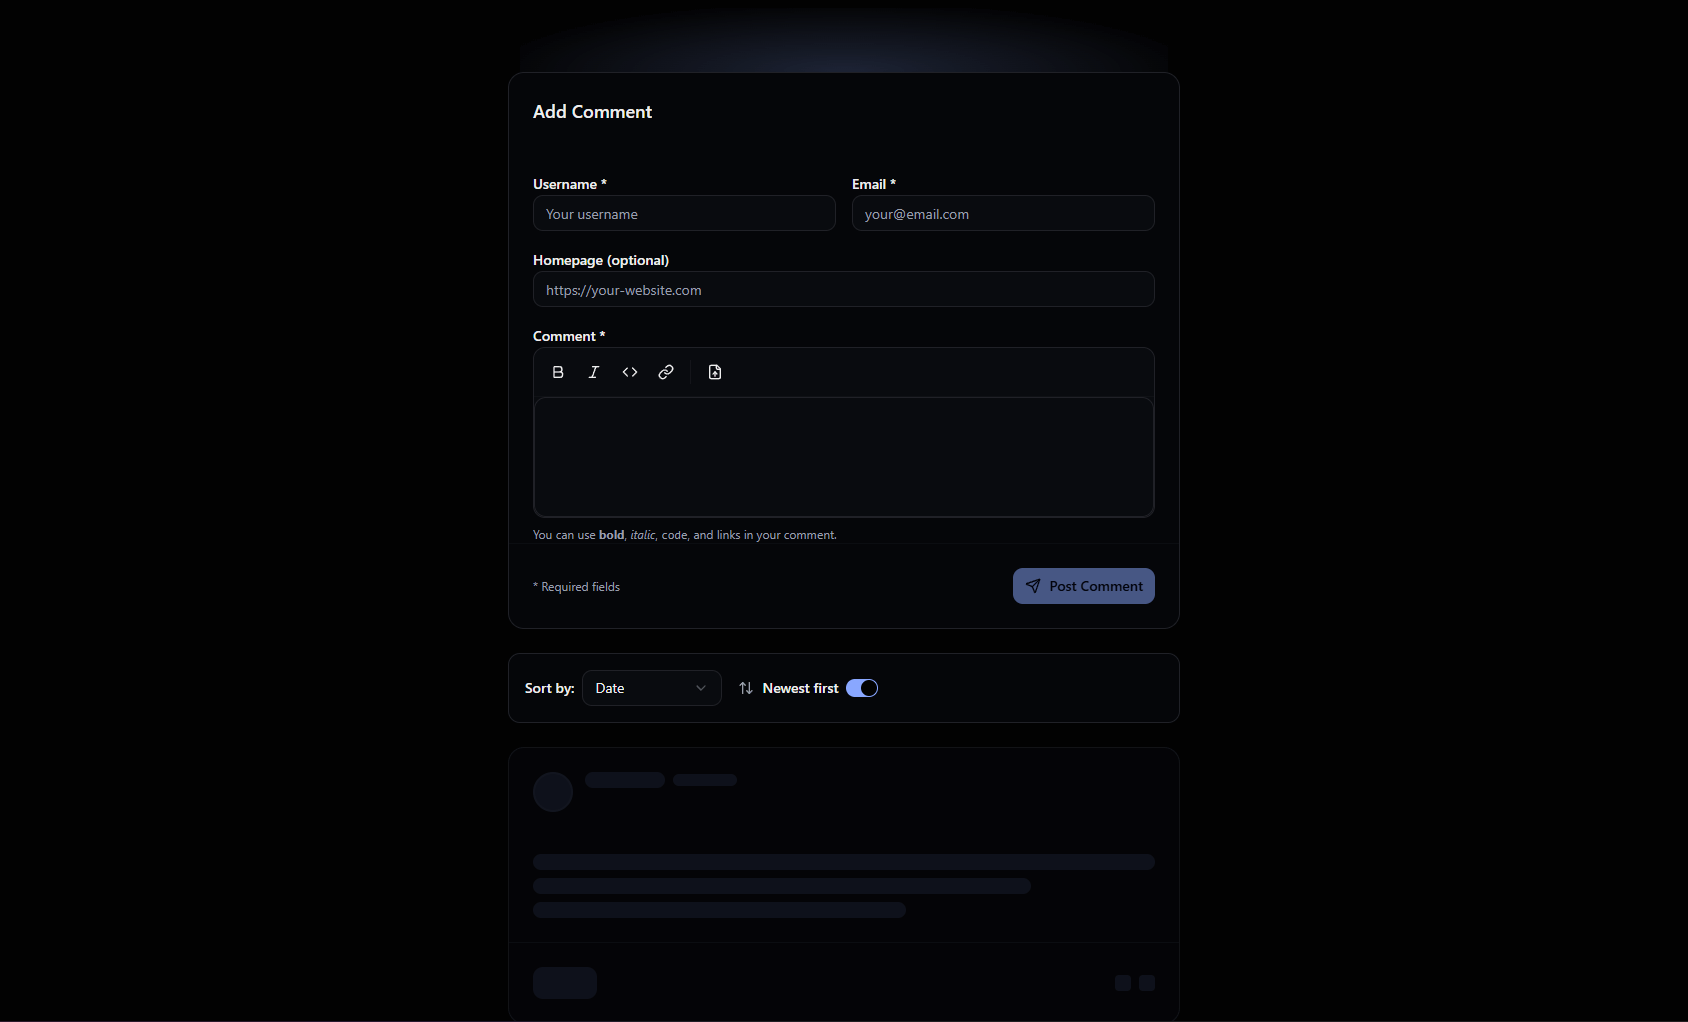 Add Comment
Username *
Email *
Your username
your@email.com
Homepage (optional)
https://your-website.com
Comment *
You can use bold, italic, code, and links in your comment.
* Required fields
Post Comment
Sort by:
Date
Newest first